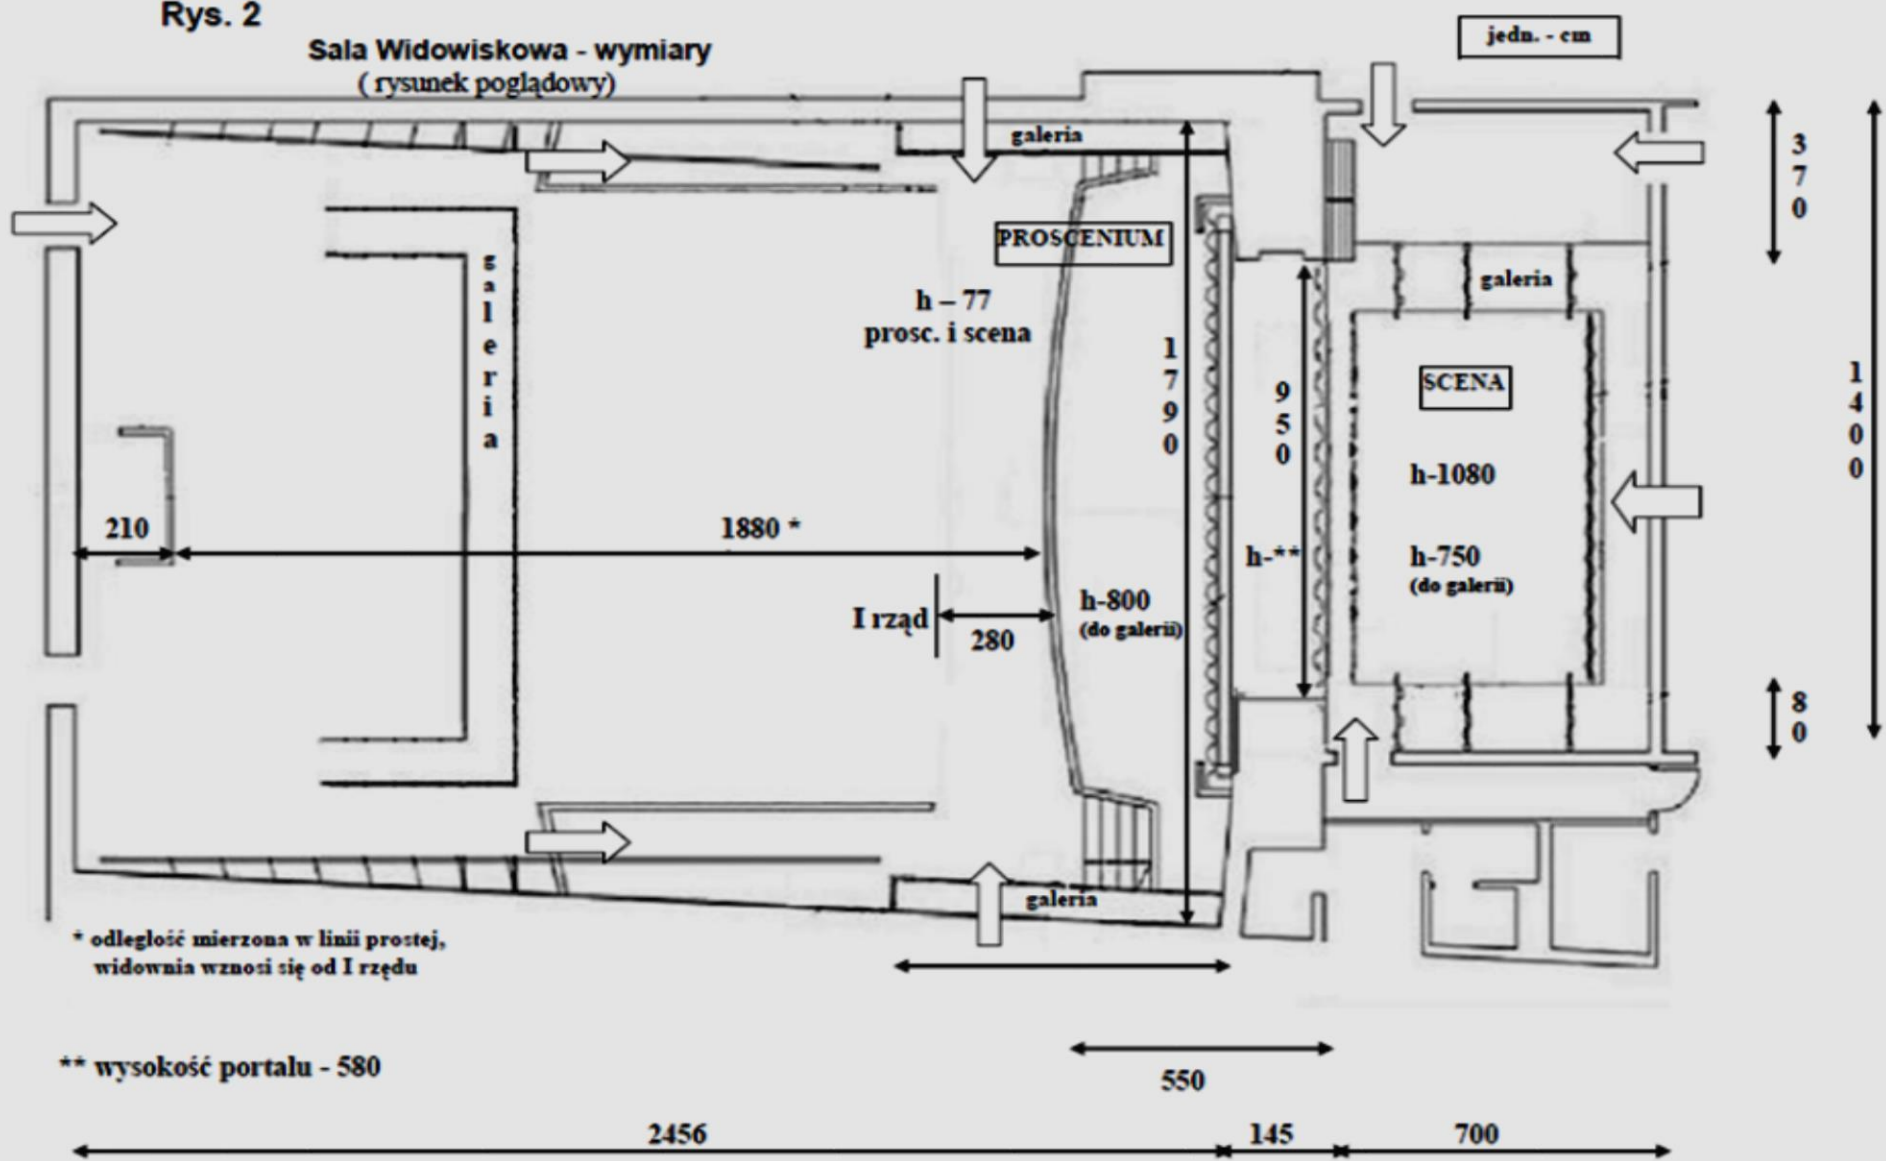 Rys. 2
Sala Widowiskowa - wymiary
( rysunek poglądowy)
jedn. - cm
galeria
370
PROSCENIUM
galeria
galeria
h – 77
prosc. i scena
1790
950
SCENA
1400
h-1080
210
1880 *
h-**
h-750
(do galerii)
h-800
(do galerii)
I rząd
280
80
galeria
* odległość mierzona w linii prostej,
widownia wznosi się od I rzędu
** wysokość portalu - 580
550
2456
145
700